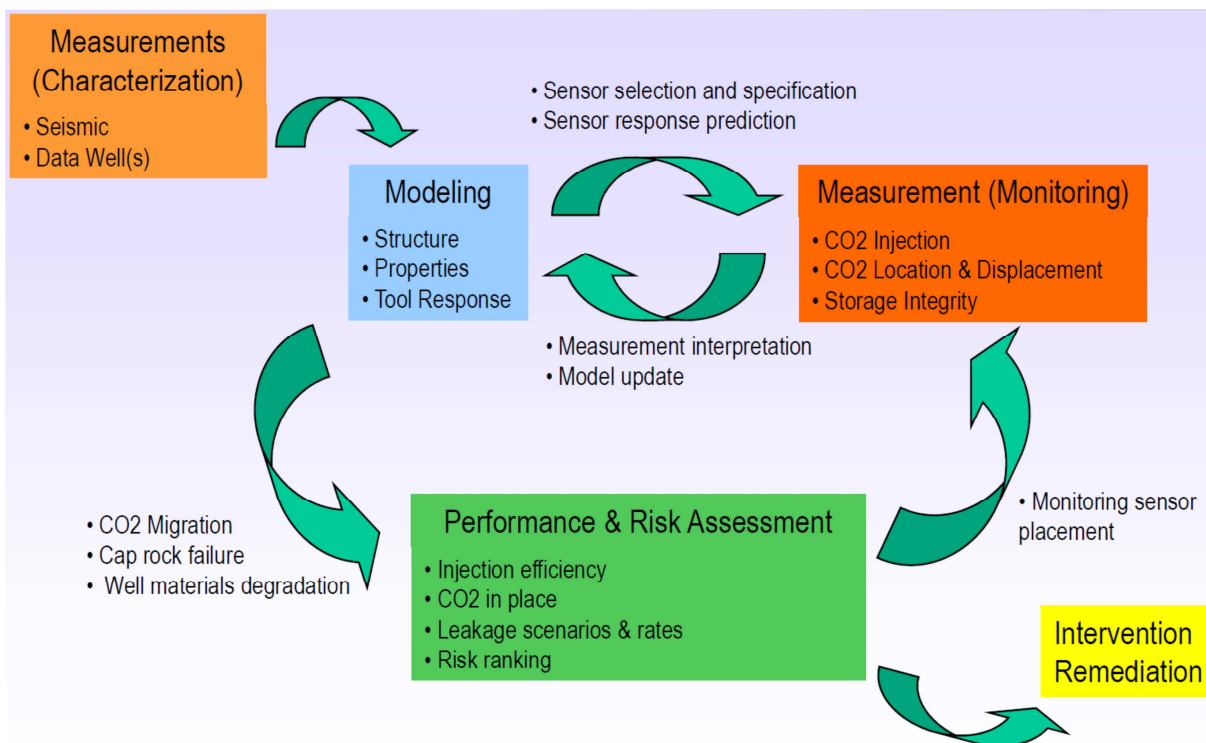 Measurements
(Characterization)
• Seismic
• Data Well(s)
• Sensor selection and specification
• Sensor response prediction
Modeling
• Structure
• Properties
• Tool Response
Measurement (Monitoring)
• CO2 Injection
• CO2 Location & Displacement
• Storage Integrity
• Measurement interpretation
• Model update
• CO2 Migration
• Cap rock failure
• Well materials degradation
Performance & Risk Assessment
• Injection efficiency
• CO2 in place
• Leakage scenarios & rates
• Risk ranking
• Monitoring sensor
placement
Intervention
Remediation